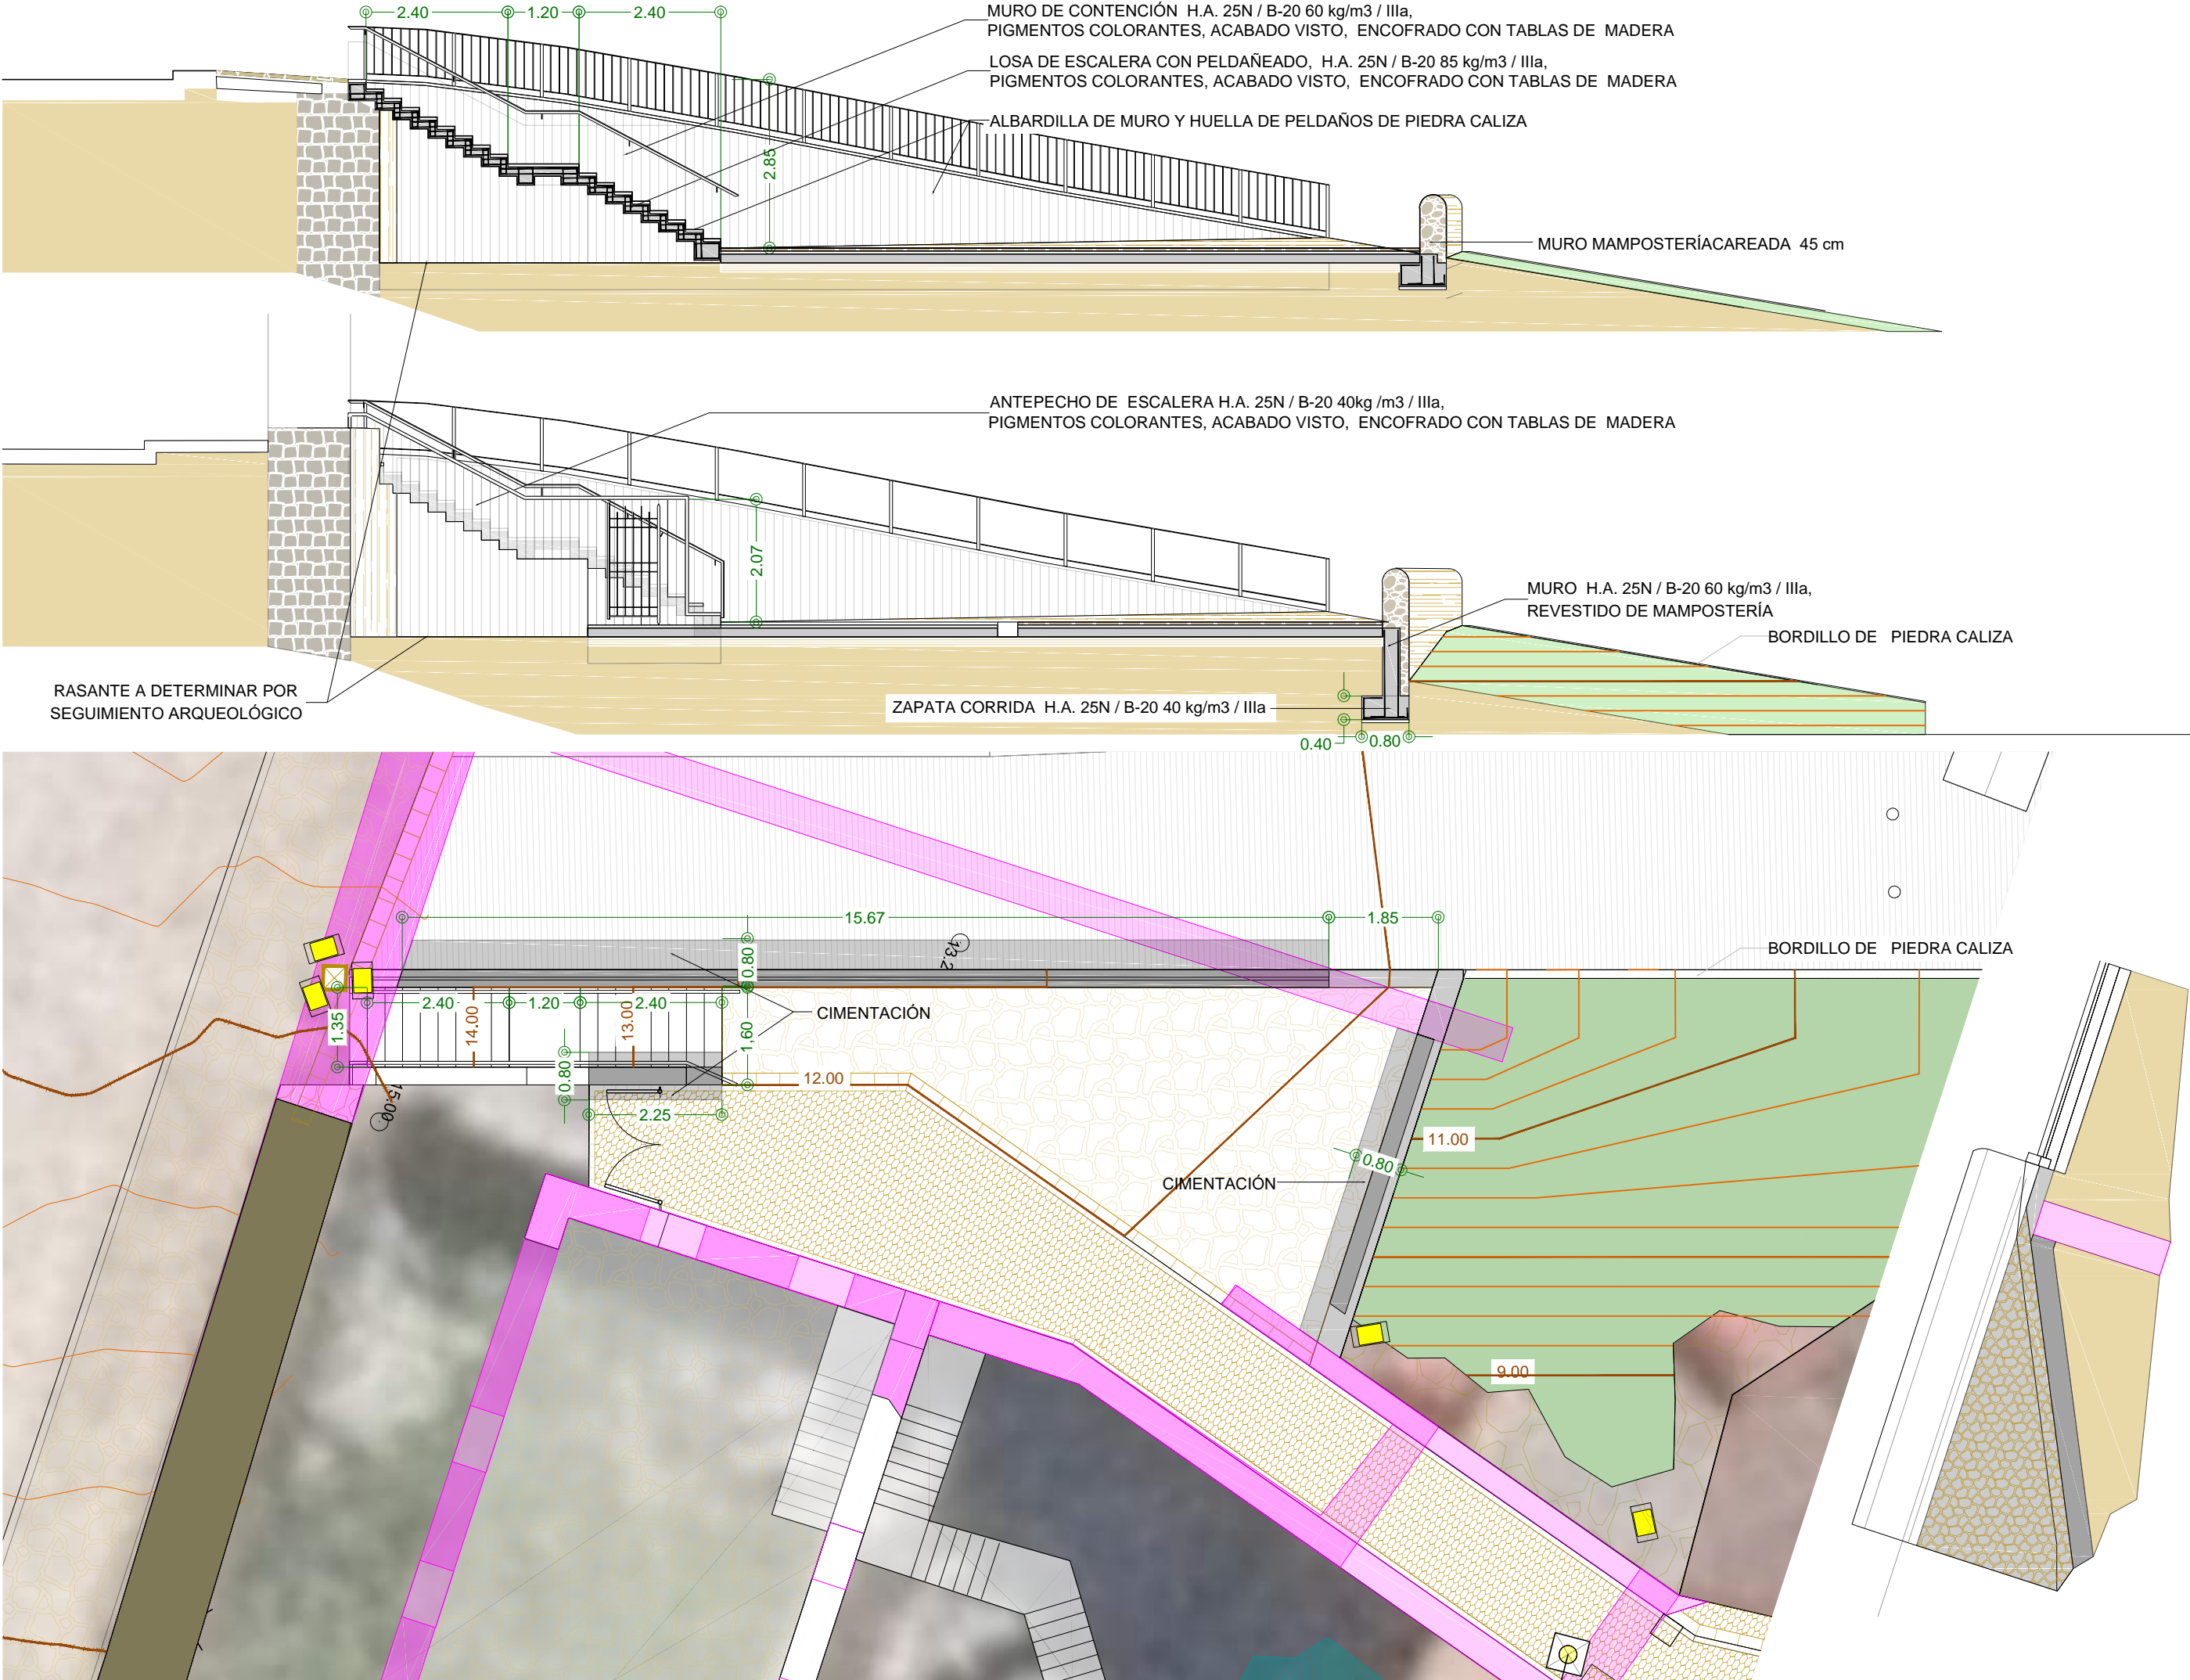 2.40
1.20
2.40
MURO DE CONTENCIÓN H.A. 25N / B-20 60 kg/m3 / IIIa,
PIGMENTOS COLORANTES, ACABADO VISTO, ENCOFRADO CON TABLAS DE MADERA
LOSA DE ESCALERA CON PELDAÑEADO, H.A. 25N / B-20 85 kg/m3 / IIIa,
PIGMENTOS COLORANTES, ACABADO VISTO, ENCOFRADO CON TABLAS DE MADERA
ALBARDILLA DE MURO Y HUELLA DE PELDAÑOS DE PIEDRA CALIZA
2.85
MURO MAMPOSTERÍACAREADA 45 cm
ANTEPECHO DE ESCALERA H.A. 25N / B-20 40kg /m3 / IIIa,
PIGMENTOS COLORANTES, ACABADO VISTO, ENCOFRADO CON TABLAS DE MADERA
2.07
MURO H.A. 25N / B-20 60 kg/m3 / IIIa,
REVESTIDO DE MAMPOSTERÍA
BORDILLO DE PIEDRA CALIZA
RASANTE A DETERMINAR POR
SEGUIMIENTO ARQUEOLÓGICO
ZAPATA CORRIDA H.A. 25N / B-20 40 kg/m3 / IIIa
0.40
0.80
15.67
1.85
0.80
13.2
BORDILLO DE PIEDRA CALIZA
2.40
1.20
2.40
1.35
14.00
13.00
CIMENTACIÓN
1,60
0.80
12.00
15.00
2.25
11.00
0.80
CIMENTACIÓN
9.00